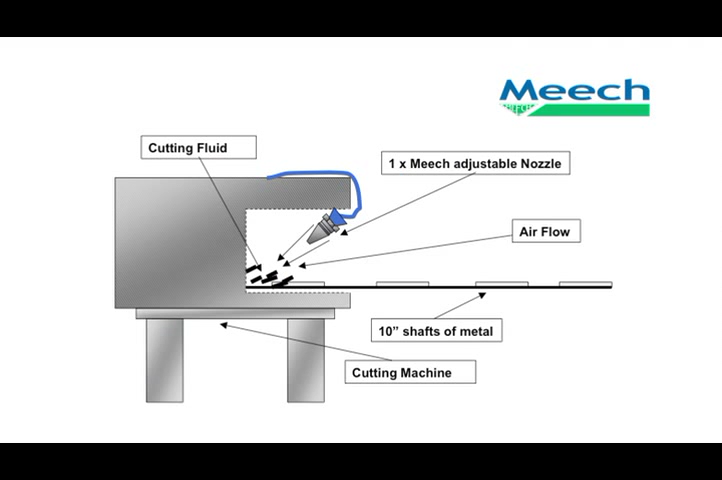 Meech
Cutting Fluid
1 x Meech adjustable Nozzle
Air Flow
10” shafts of metal
Cutting Machine